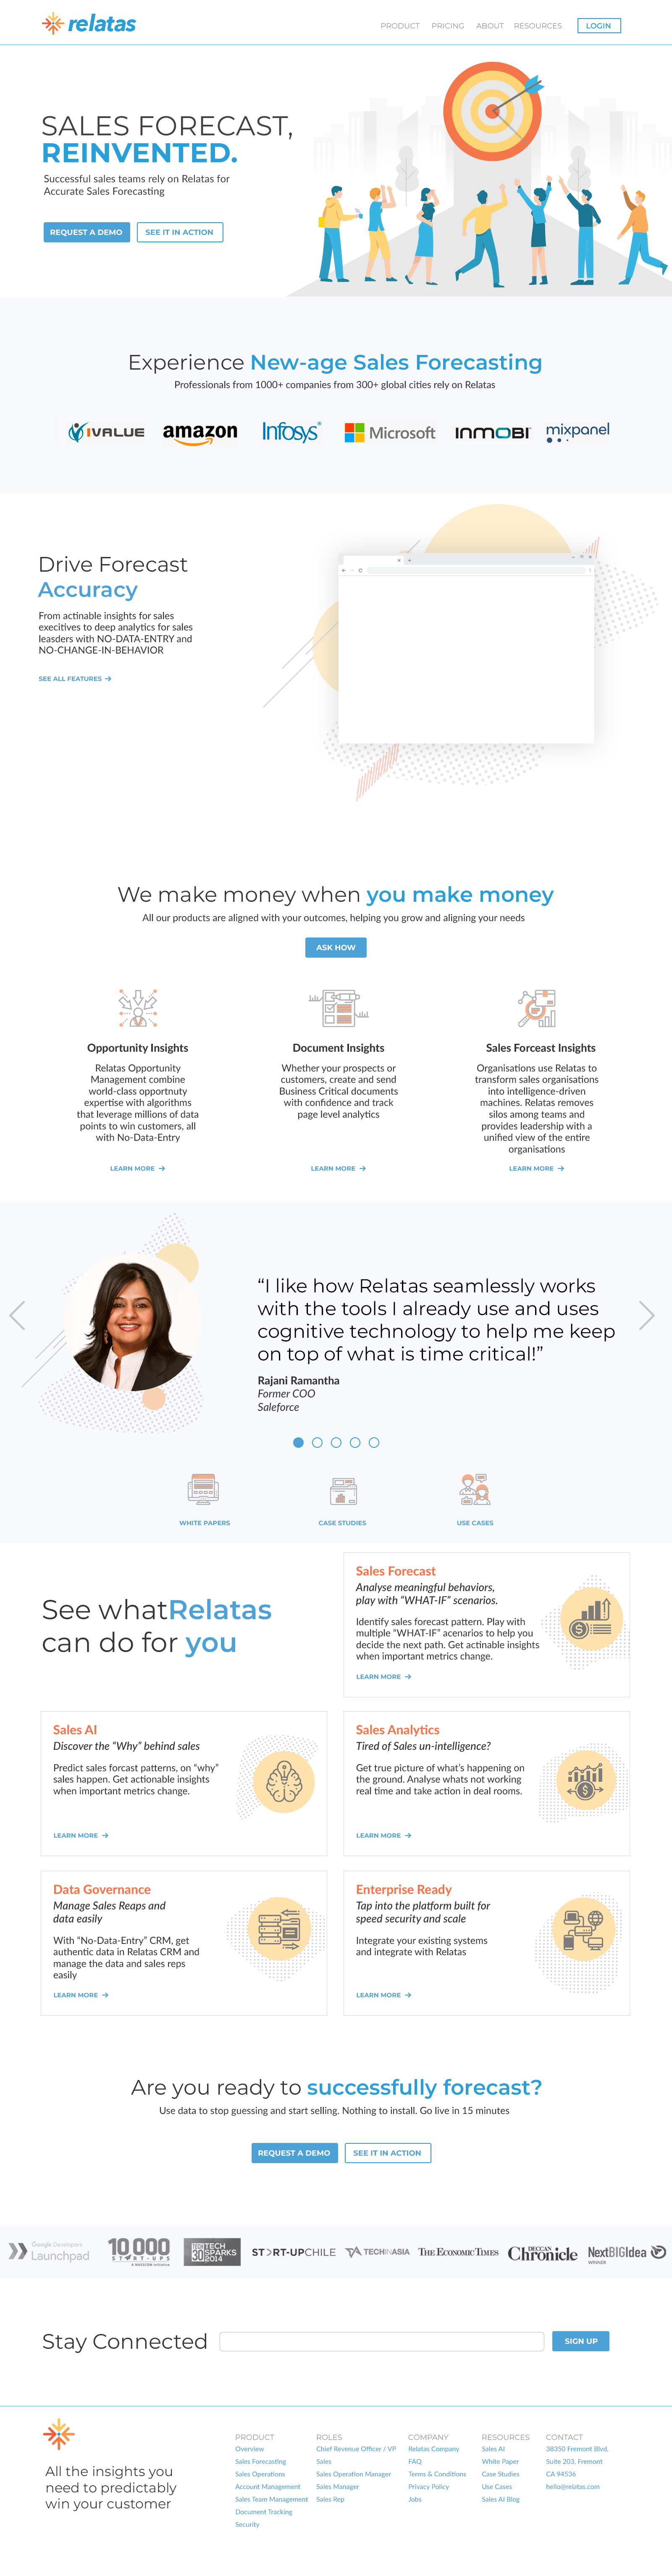 relatas
PRODUCT PRICING ABOUT RESOURCES LOGIN
SALES FORECAST,
REINVENTED.
Successful sales teams rely on Relatas for
Accurate Sales Forecasting
REQUEST A DEMO SEE IT IN ACTION
Experience New-age Sales Forecasting
Professionals from 1000+ companies from 300+ global cities rely on Relatas
iVALUE amazon Infosys® Microsoft INMOBI mixpanel
Drive Forecast
Accuracy
From actinable insights for sales
execitives to deep analytics for sales
leasders with NO-DATA-ENTRY and
NO-CHANGE-IN-BEHAVIOR
SEE ALL FEATURES →
We make money when you make money
All our products are aligned with your outcomes, helping you grow and aligning your needs
ASK HOW
Opportunity Insights
Relatas Opportunity
Management combine
world-class opportnuty
expertise with algorithms
that leverage millions of data
points to win customers, all
with No-Data-Entry
LEARN MORE →
Document Insights
Whether your prospects or
customers, create and send
Business Critical documents
with confidence and track
page level analytics
LEARN MORE →
Sales Forceast Insights
Organisations use Relatas to
transform sales organisations
into intelligence-driven
machines. Relatas removes
silos among teams and
provides leadership with a
unified view of the entire
organisations
LEARN MORE →
“I like how Relatas seamlessly works
with the tools I already use and uses
cognitive technology to help me keep
on top of what is time critical!”
Rajani Ramantha
Former COO
Saleforce
WHITE PAPERS CASE STUDIES USE CASES
See whatRelatas
can do for you
Sales Forecast
Analyse meaningful behaviors,
play with “WHAT-IF” scenarios.
Identify sales forecast pattern. Play with
multiple “WHAT-IF” acenarios to help you
decide the next path. Get actinable insights
when important metrics change.
LEARN MORE →
Sales AI
Discover the “Why” behind sales
Predict sales forcast patterns, on “why”
sales happen. Get actionable insights
when important metrics change.
LEARN MORE →
Sales Analytics
Tired of Sales un-intelligence?
Get true picture of what’s happening on
the ground. Analyse whats not working
real time and take action in deal rooms.
LEARN MORE →
Data Governance
Manage Sales Reaps and
data easily
With “No-Data-Entry” CRM, get
authentic data in Relatas CRM and
manage the data and sales reps
easily
LEARN MORE →
Enterprise Ready
Tap into the platform built for
speed security and scale
Integrate your existing systems
and integrate with Relatas
LEARN MORE →
Are you ready to successfully forecast?
Use data to stop guessing and start selling. Nothing to install. Go live in 15 minutes
REQUEST A DEMO SEE IT IN ACTION
Google Developers
Launchpad
10 000
START-UPS
A NASSCOM initiative
30 TECH
SPARKS
2014
START-UPCHILE
TECHINASIA
THE ECONOMIC TIMES
DECCAN
Chronicle
NextBIGIdea
WINNER
Stay Connected SIGN UP
All the insights you
need to predictably
win your customer
PRODUCT
Overview
Sales Forecasting
Sales Operations
Account Management
Sales Team Management
Document Tracking
Security
ROLES
Chief Revenue Officer / VP
Sales
Sales Operation Manager
Sales Manager
Sales Rep
COMPANY
Relatas Company
FAQ
Terms & Conditions
Privacy Policy
Jobs
RESOURCES
Sales AI
White Paper
Case Studies
Use Cases
Sales AI Blog
CONTACT
38350 Fremont Blvd,
Suite 203, Fremont
CA 94536
hello@relatas.com